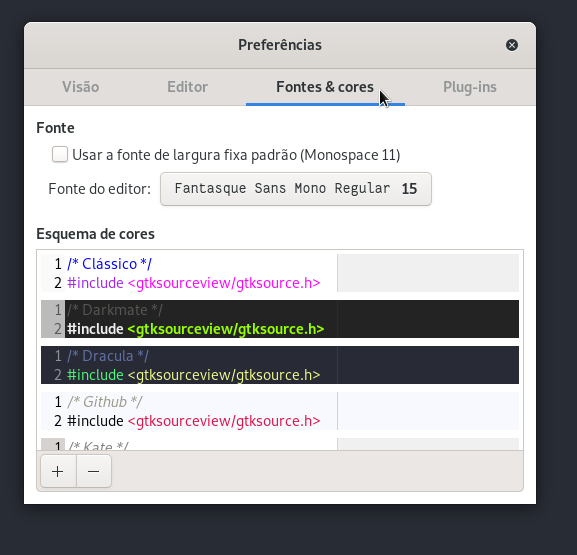 Preferências
Visão Editor Fontes & cores Plug-ins
Fonte
Usar a fonte de largura fixa padrão (Monospace 11)
Fonte do editor: Fantasque Sans Mono Regular 15
Esquema de cores
1 /* Clássico */
2 #include <gtksourceview/gtksource.h>
1 /* Darkmate */
2 #include <gtksourceview/gtksource.h>
1 /* Dracula */
2 #include <gtksourceview/gtksource.h>
1 /* Github */
2 #include <gtksourceview/gtksource.h>
1 /* Kate */